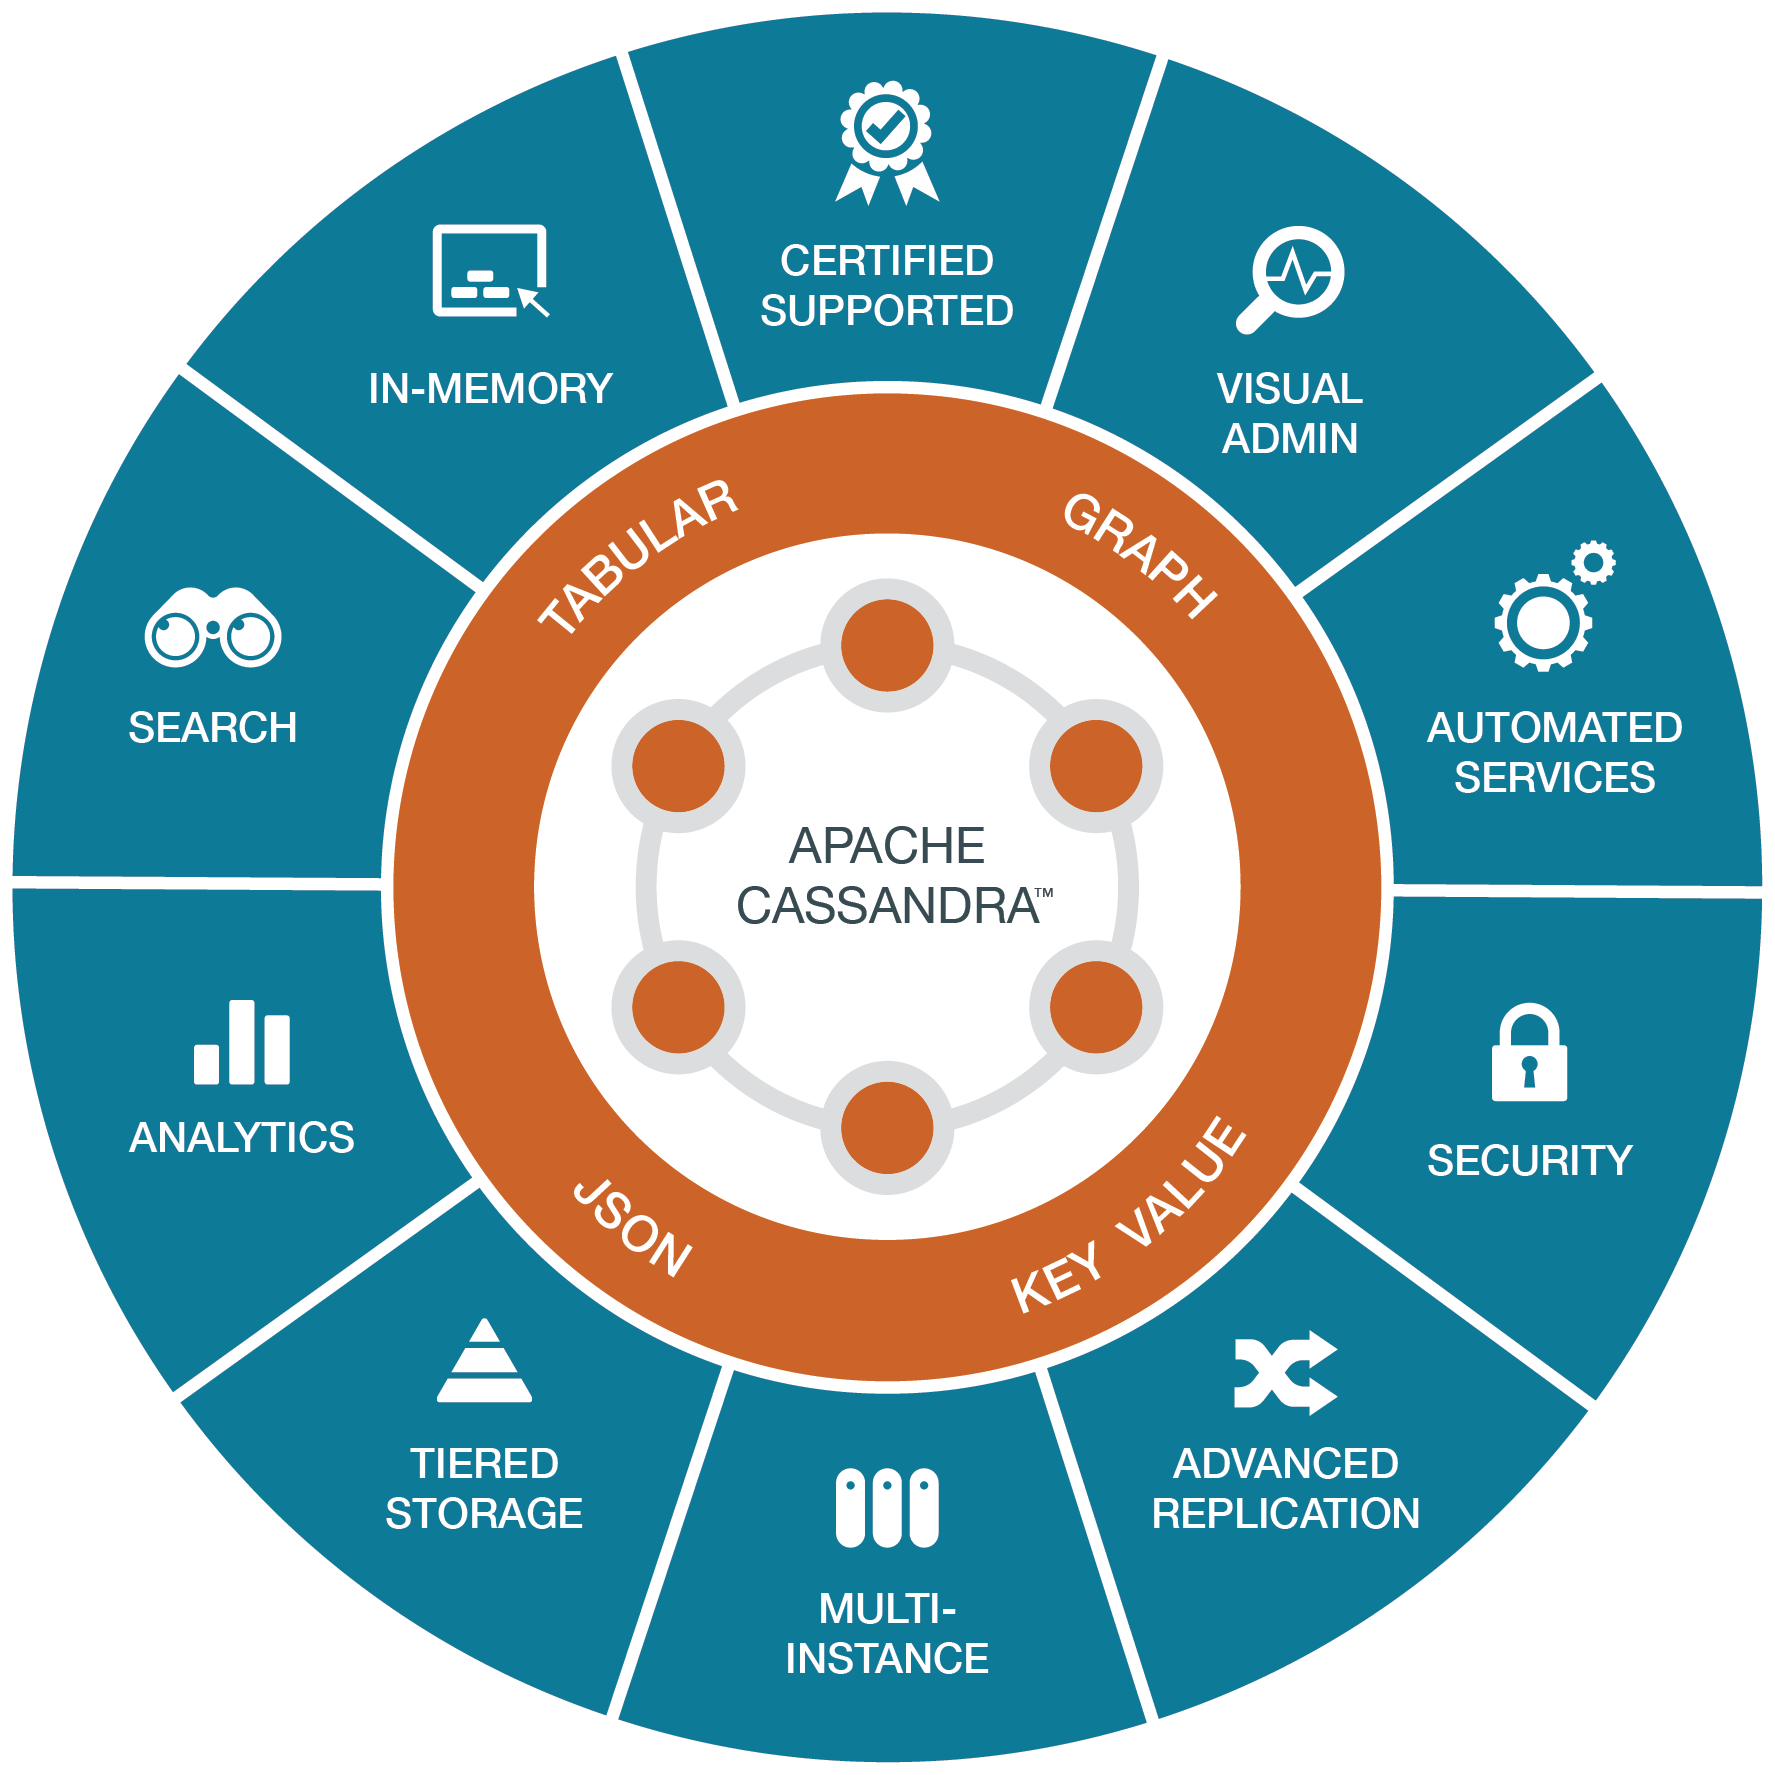 CERTIFIED
SUPPORTED
VISUAL
ADMIN
AUTOMATED
SERVICES
SECURITY
ADVANCED
REPLICATION
MULTI-
INSTANCE
TIERED
STORAGE
ANALYTICS
SEARCH
IN-MEMORY
TABULAR
GRAPH
KEY VALUE
JSON
APACHE
CASSANDRA™